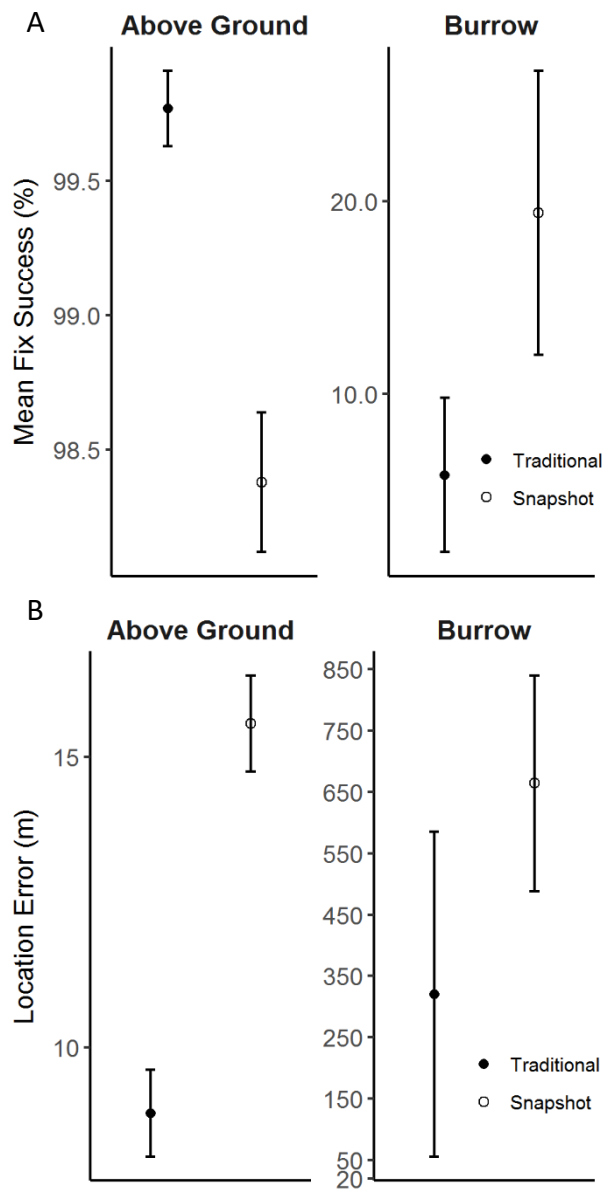 A
Above Ground
Burrow
Mean Fix Success (%)
99.5
99.0
98.5
20.0
10.0
Traditional
Snapshot
B
Above Ground
Burrow
Location Error (m)
15
10
850
750
650
550
450
350
250
150
50
20
Traditional
Snapshot